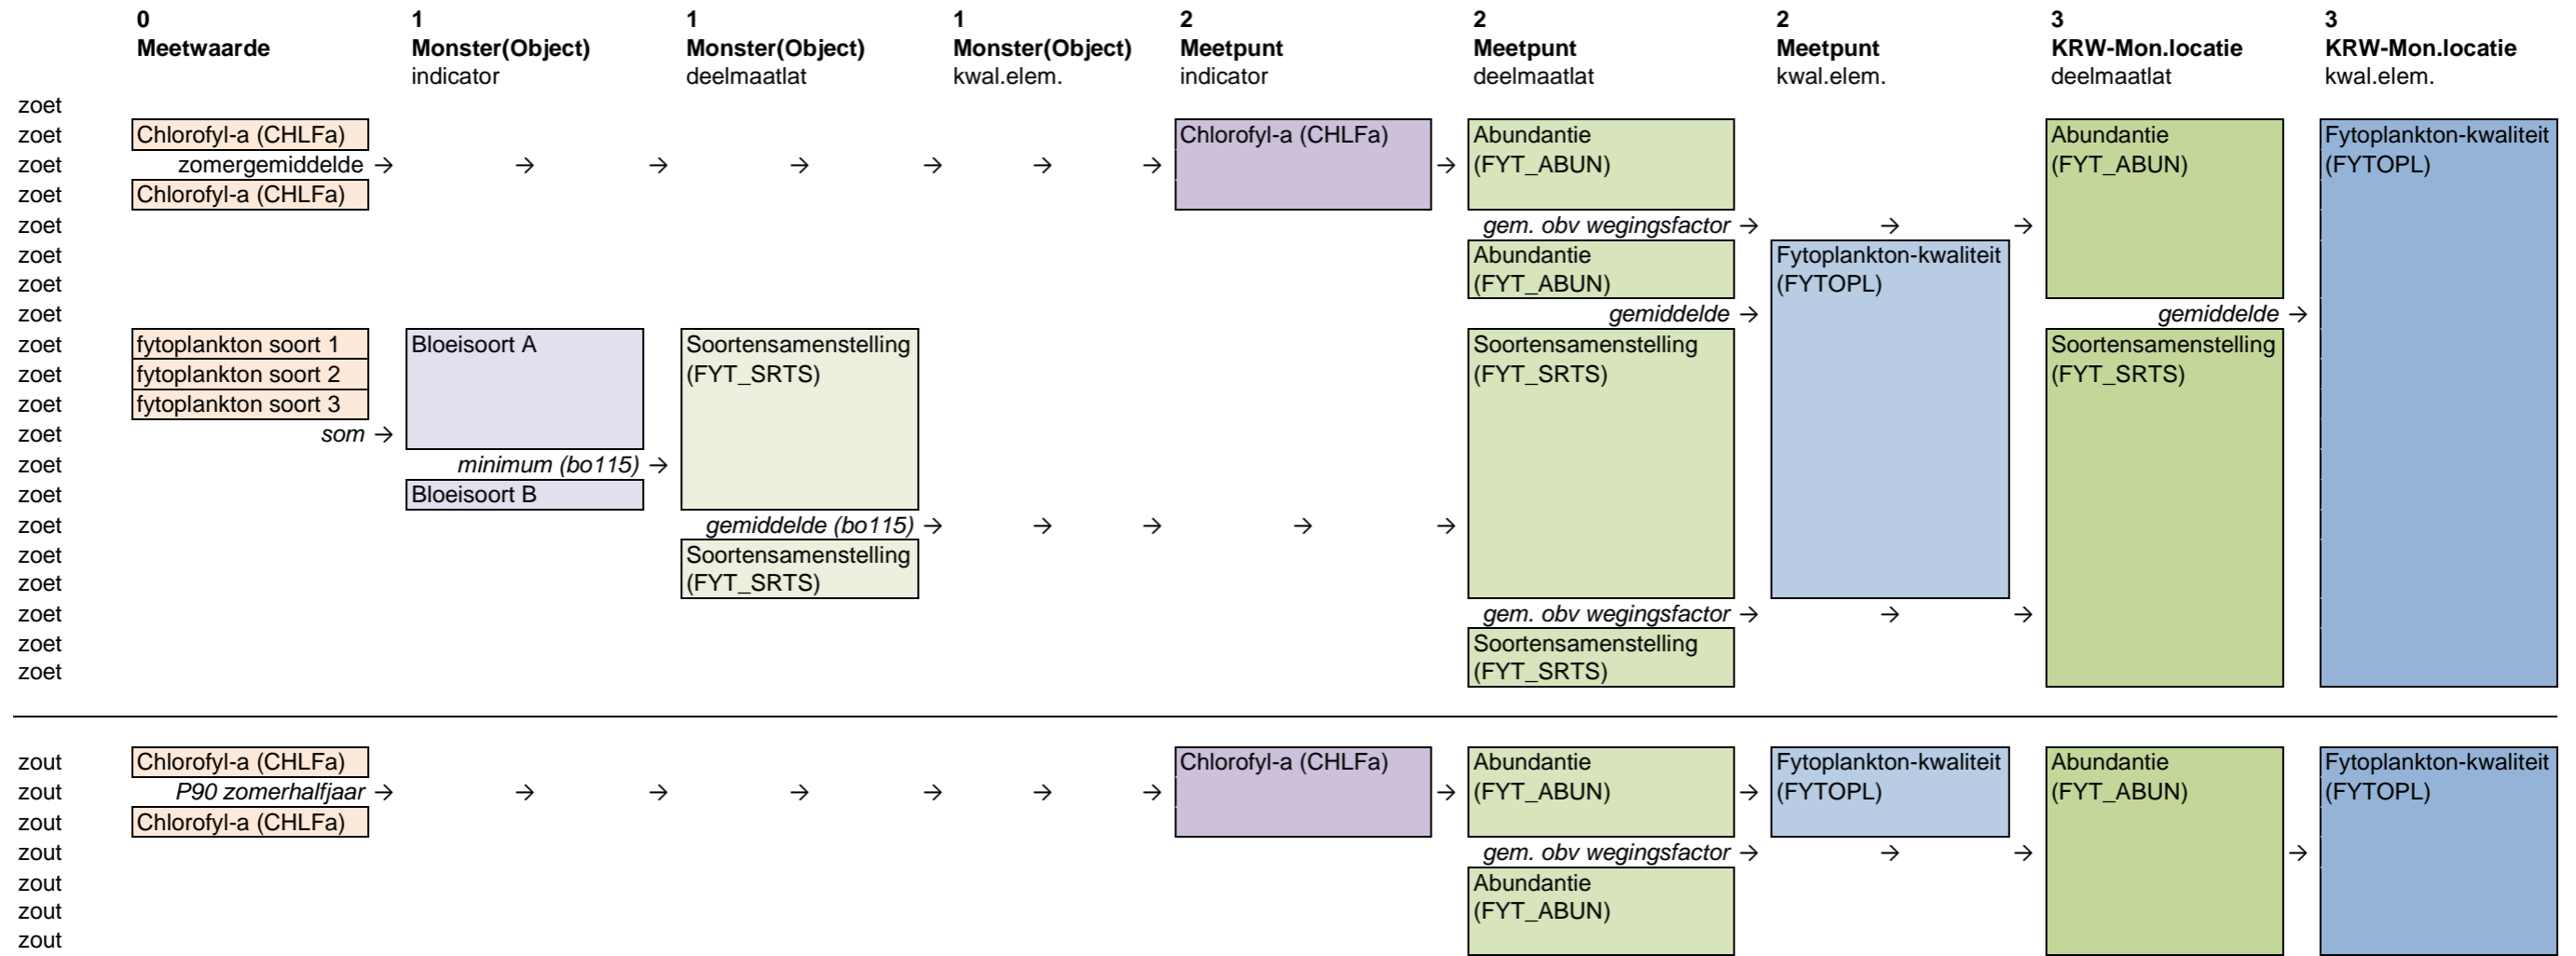 0 1 1 1 2 2 2 3 3
Meetwaarde Monster(Object) Monster(Object) Monster(Object) Meetpunt Meetpunt Meetpunt KRW-Mon.locatie KRW-Mon.locatie
indicator deelmaatlat kwal.elem. indicator deelmaatlat kwal.elem. deelmaatlat kwal.elem.
zoet
zoet Chlorofyl-a (CHLFa) Chlorofyl-a (CHLFa) Abundantie Abundantie Fytoplankton-kwaliteit
zoet zomergemiddelde → → → → → → → → (FYT_ABUN) (FYT_ABUN) (FYTOPL)
zoet Chlorofyl-a (CHLFa)
zoet gem. obv wegingsfactor → → →
zoet Abundantie Fytoplankton-kwaliteit
zoet (FYT_ABUN) (FYTOPL)
zoet gemiddelde → gemiddelde →
zoet fytoplankton soort 1 Bloeisoort A Soortensamenstelling Soortensamenstelling Soortensamenstelling
zoet fytoplankton soort 2 (FYT_SRTS) (FYT_SRTS) (FYT_SRTS)
zoet fytoplankton soort 3
zoet som →
zoet minimum (bo115) →
zoet Bloeisoort B
zoet gemiddelde (bo115) → → → → →
zoet Soortensamenstelling
zoet (FYT_SRTS)
zoet gem. obv wegingsfactor → → →
zoet Soortensamenstelling
zoet (FYT_SRTS)
zout Chlorofyl-a (CHLFa) Chlorofyl-a (CHLFa) Abundantie Fytoplankton-kwaliteit Abundantie Fytoplankton-kwaliteit
zout P90 zomerhalfjaar → → → → → → → → (FYT_ABUN) → (FYTOPL) (FYT_ABUN) (FYTOPL)
zout Chlorofyl-a (CHLFa)
zout gem. obv wegingsfactor → → → →
zout Abundantie
zout (FYT_ABUN)
zout